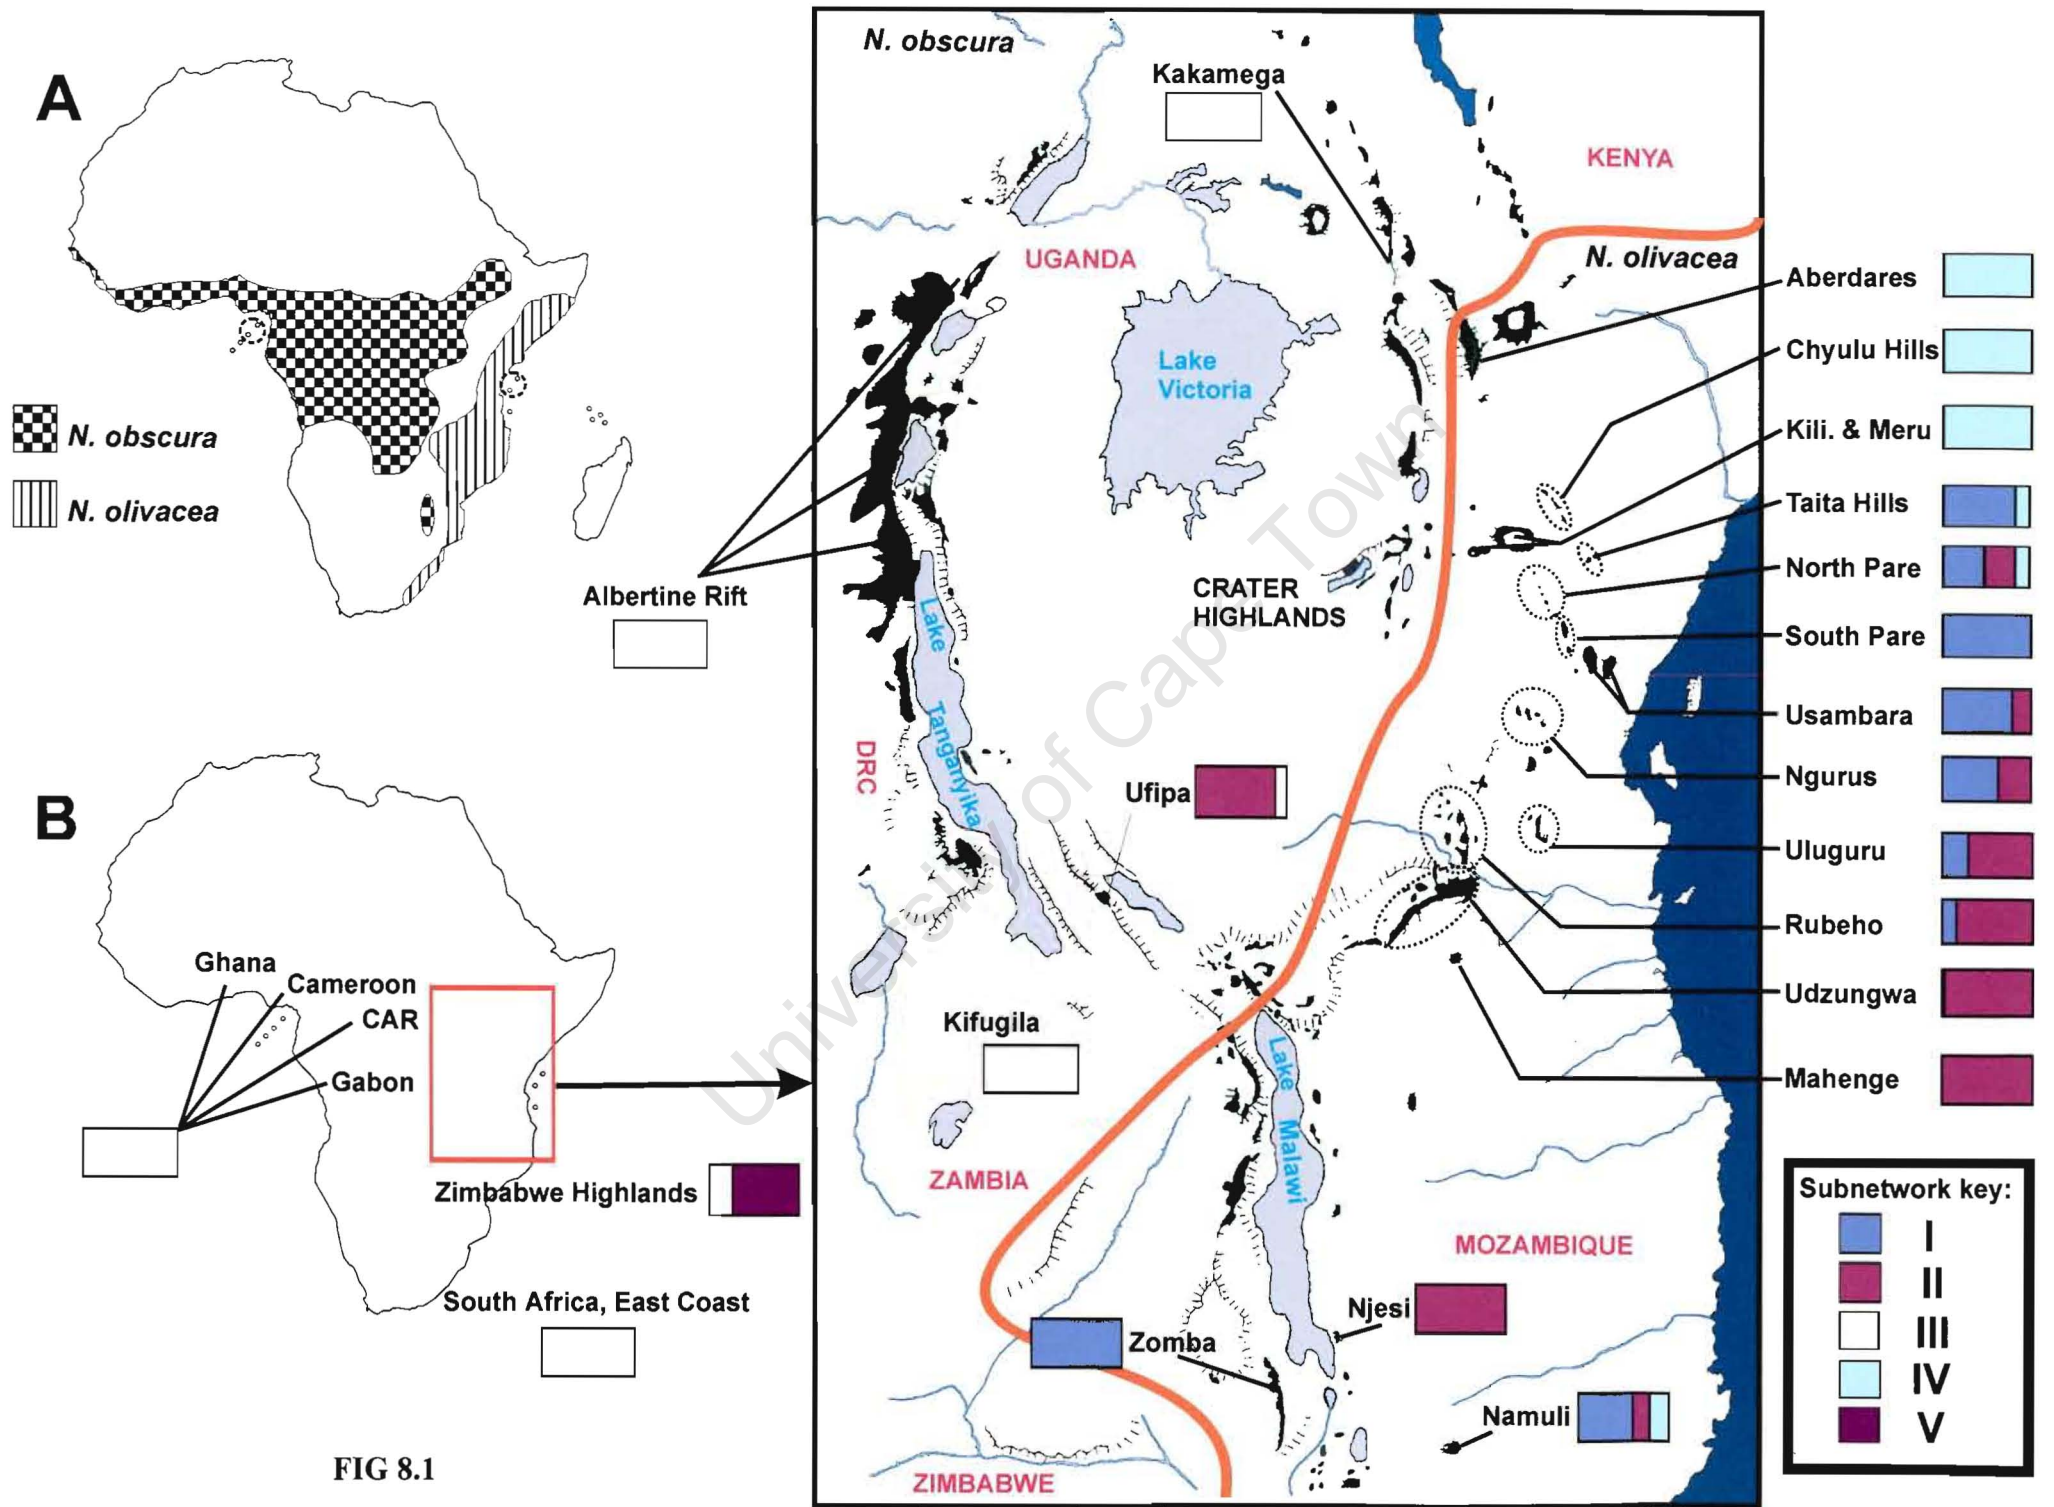 A
N. obscura
N. olivacea
Albertine Rift
B
Ghana
Cameroon
CAR
Gabon
Zimbabwe Highlands
South Africa, East Coast
FIG 8.1
N. obscura
Kakamega
KENYA
UGANDA
N. olivacea
Lake
Victoria
CRATER
HIGHLANDS
Lake
Tanganyika
DRC
Ufipa
Kifugila
Lake
Malawi
ZAMBIA
MOZAMBIQUE
Njesi
Zomba
Namuli
ZIMBABWE
University of Cape Town
Aberdares
Chyulu Hills
Kili. & Meru
Taita Hills
North Pare
South Pare
Usambara
Ngurus
Uluguru
Rubeho
Udzungwa
Mahenge
Subnetwork key:
I
II
III
IV
V